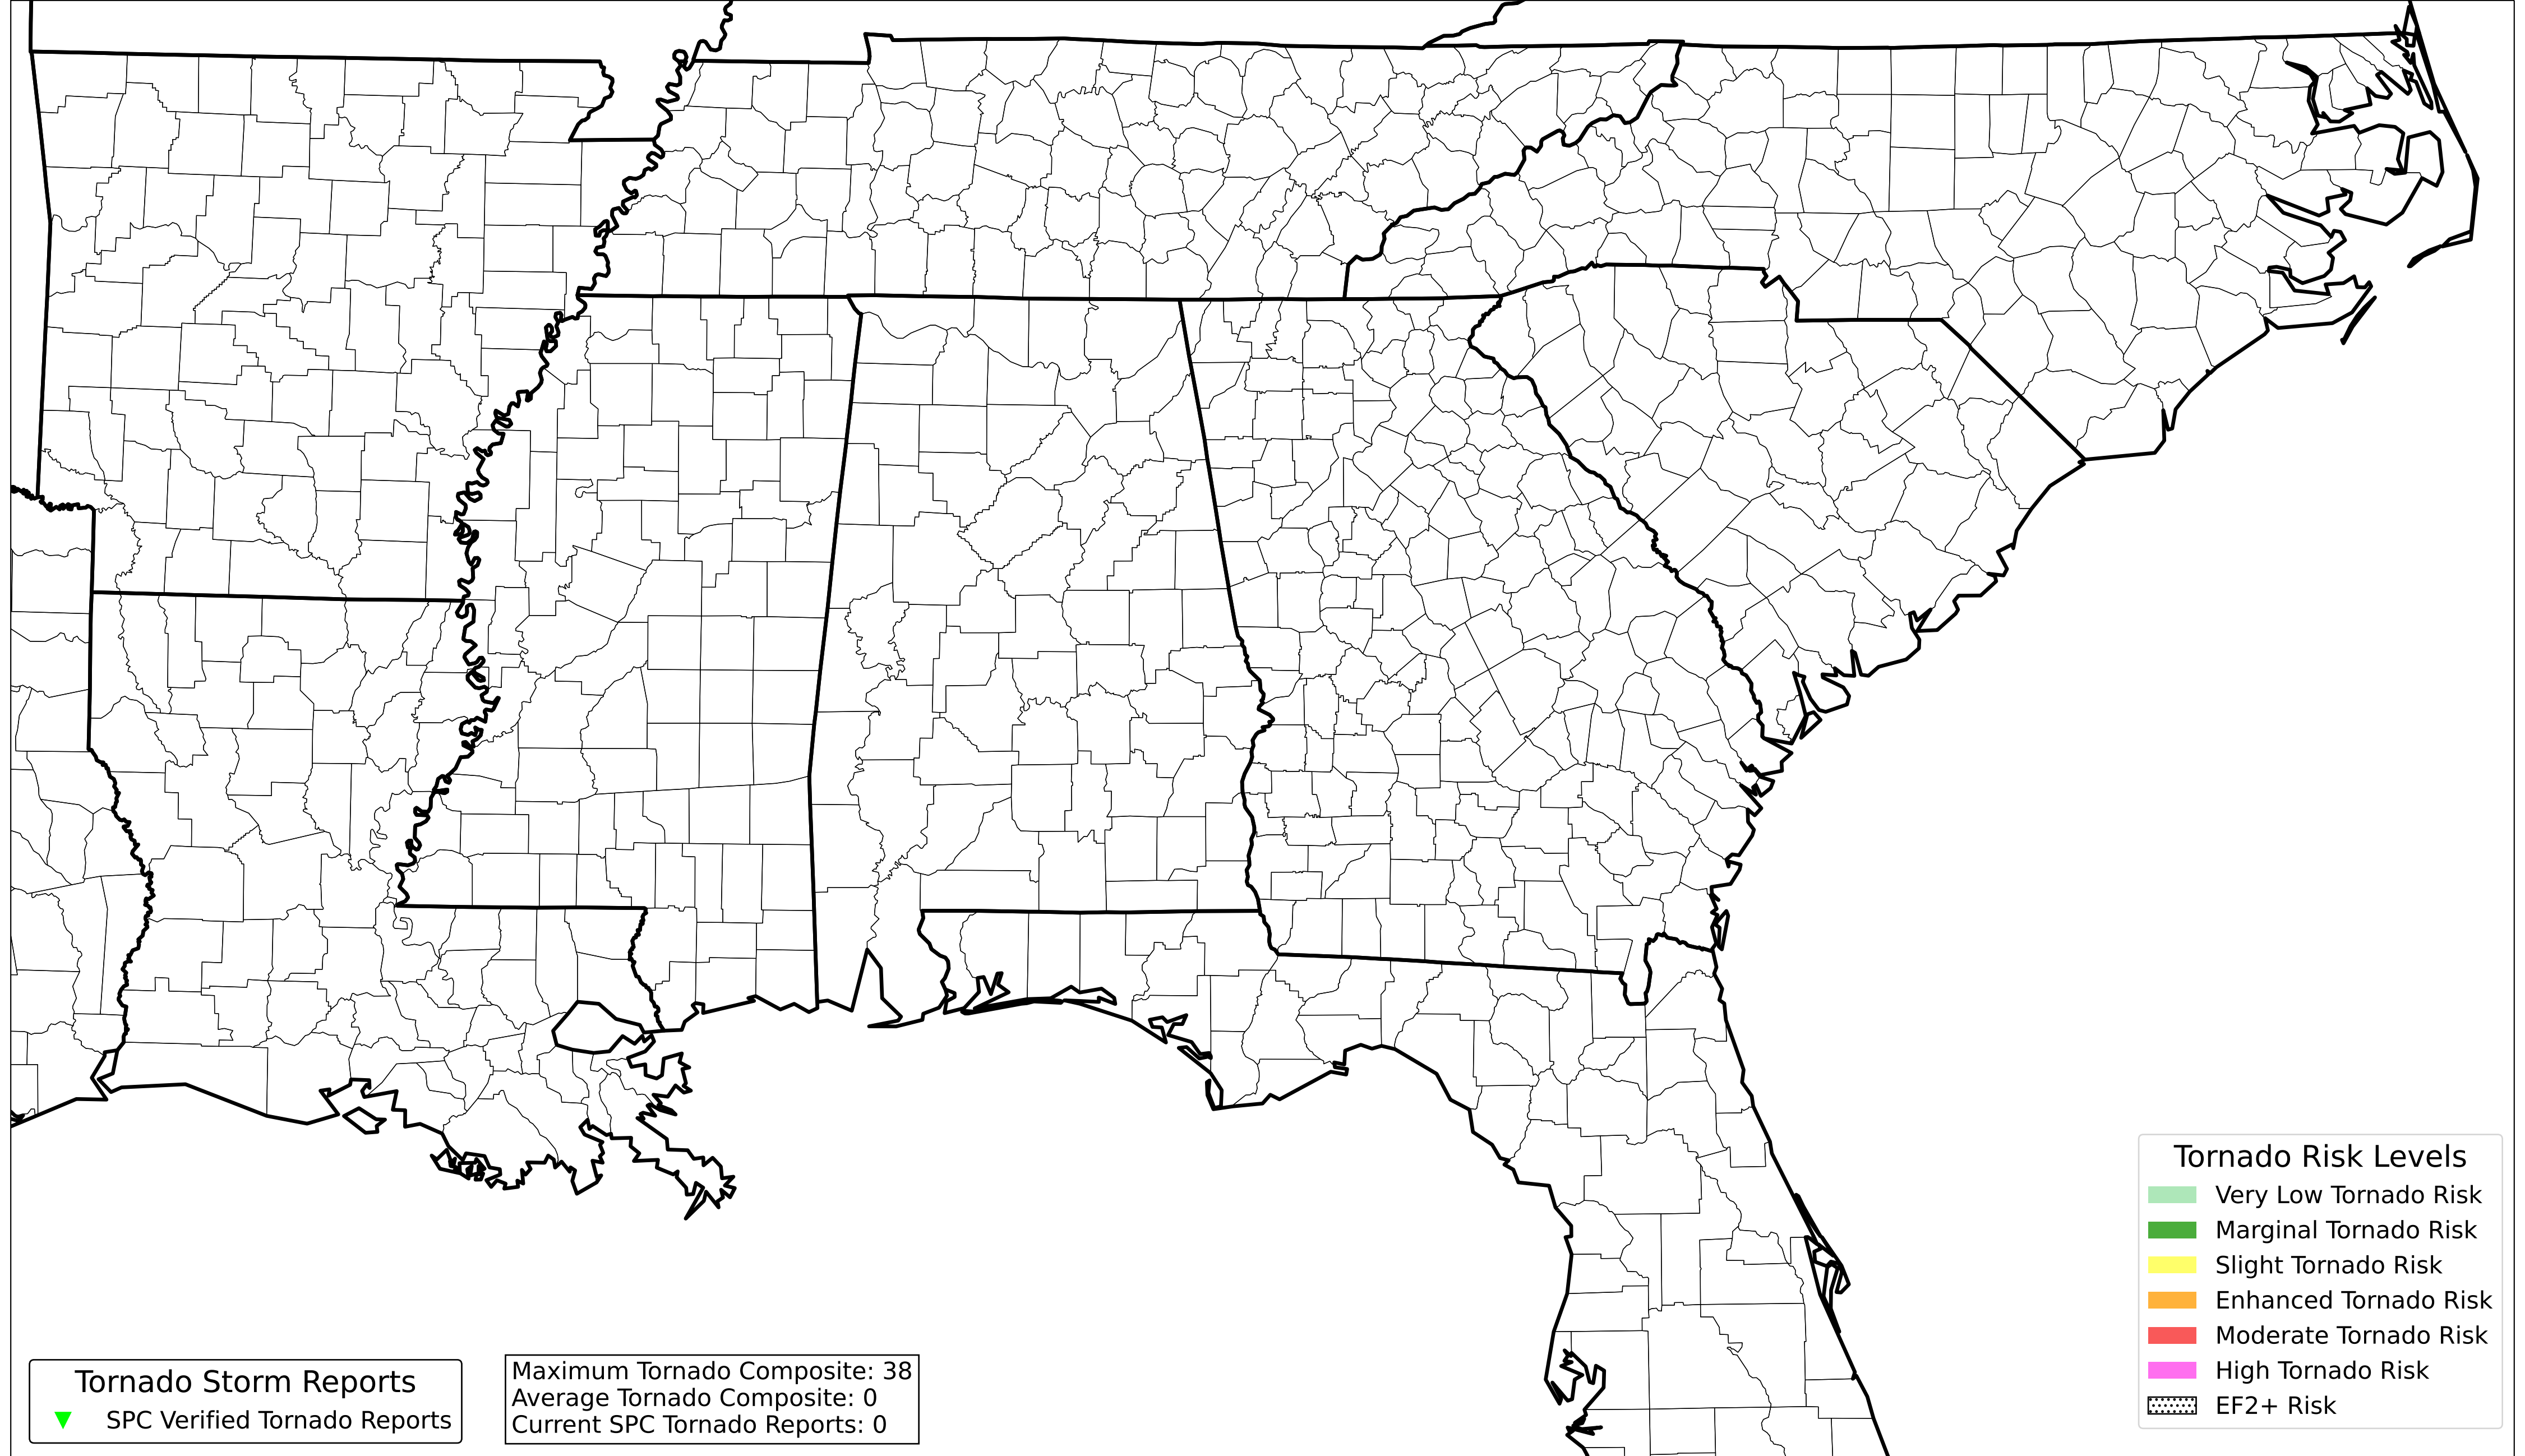 Tornado Storm Reports
SPC Verified Tornado Reports
Maximum Tornado Composite: 38
Average Tornado Composite: 0
Current SPC Tornado Reports: 0
Tornado Risk Levels
Very Low Tornado Risk
Marginal Tornado Risk
Slight Tornado Risk
Enhanced Tornado Risk
Moderate Tornado Risk
High Tornado Risk
EF2+ Risk